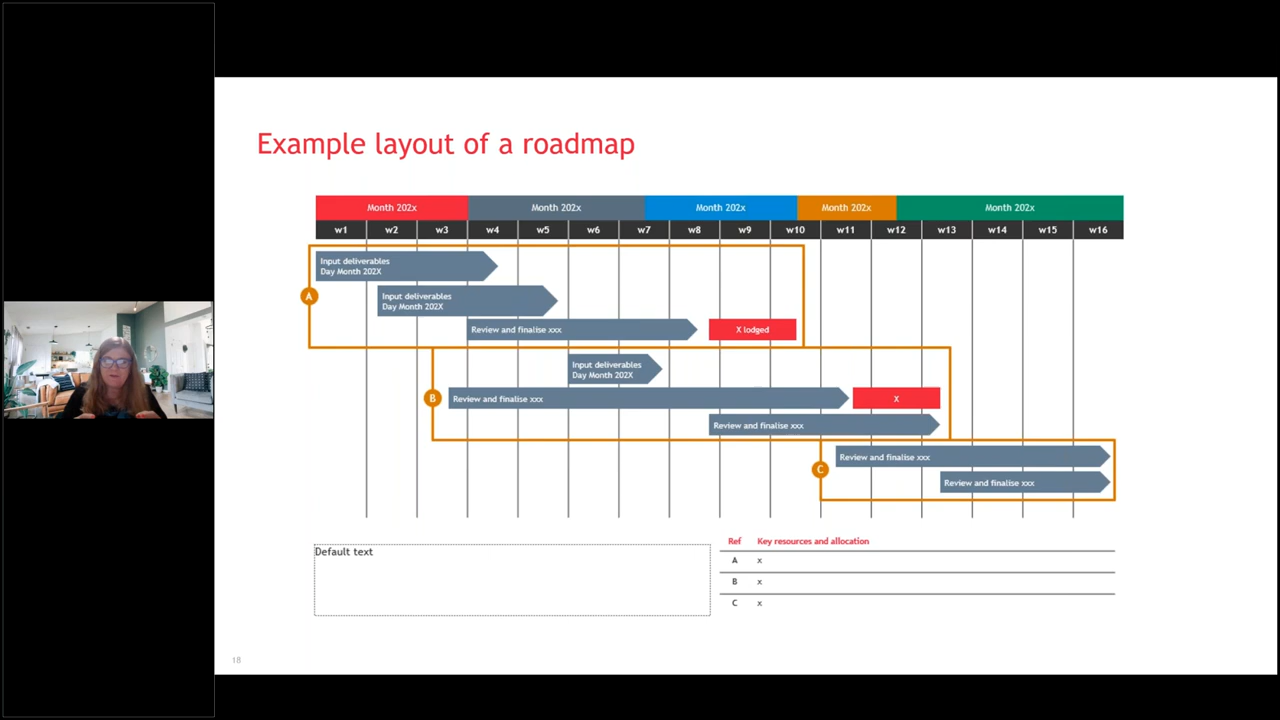 Example layout of a roadmap
Month 202x Month 202x Month 202x Month 202x Month 202x
w1 w2 w3 w4 w5 w6 w7 w8 w9 w10 w11 w12 w13 w14 w15 w16
Input deliverables
Day Month 202X
A
Input deliverables
Day Month 202X
Review and finalise xxx
X lodged
Input deliverables
Day Month 202X
B
Review and finalise xxx
X
Review and finalise xxx
C
Review and finalise xxx
Review and finalise xxx
Default text
Ref Key resources and allocation
A x
B x
C x
18